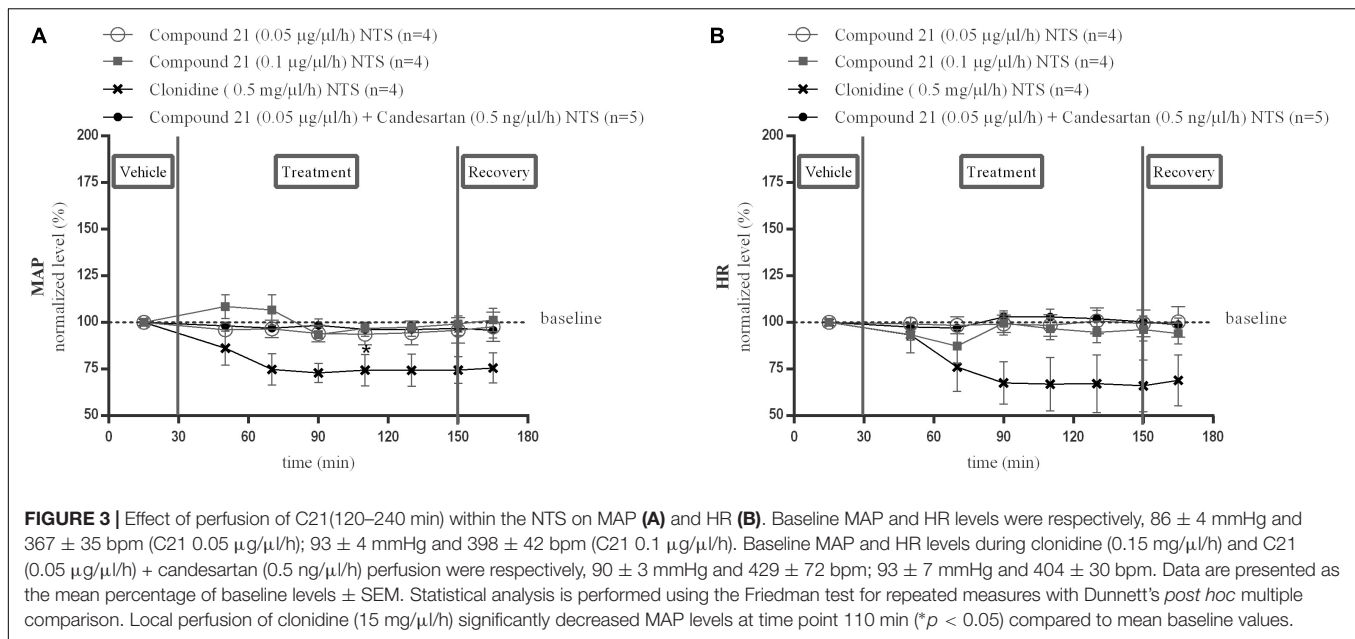 A
Compound 21 (0.05 µg/µl/h) NTS (n=4)
Compound 21 (0.1 µg/µl/h) NTS (n=4)
Clonidine ( 0.5 mg/µl/h) NTS (n=4)
Compound 21 (0.05 µg/µl/h) + Candesartan (0.5 ng/µl/h) NTS (n=5)
200
175
150
125
100
75
50
MAP
normalized level (%)
Vehicle
Treatment
Recovery
baseline
*
0 30 60 90 120 150 180
time (min)
B
Compound 21 (0.05 µg/µl/h) NTS (n=4)
Compound 21 (0.1 µg/µl/h) NTS (n=4)
Clonidine ( 0.5 mg/µl/h) NTS (n=4)
Compound 21 (0.05 µg/µl/h) + Candesartan (0.5 ng/µl/h) NTS (n=5)
200
175
150
125
100
75
50
HR
normalized level (%)
Vehicle
Treatment
Recovery
baseline
0 30 60 90 120 150 180
time (min)
FIGURE 3 | Effect of perfusion of C21(120–240 min) within the NTS on MAP (A) and HR (B). Baseline MAP and HR levels were respectively, 86 ± 4 mmHg and
367 ± 35 bpm (C21 0.05 µg/µl/h); 93 ± 4 mmHg and 398 ± 42 bpm (C21 0.1 µg/µl/h). Baseline MAP and HR levels during clonidine (0.15 mg/µl/h) and C21
(0.05 µg/µl/h) + candesartan (0.5 ng/µl/h) perfusion were respectively, 90 ± 3 mmHg and 429 ± 72 bpm; 93 ± 7 mmHg and 404 ± 30 bpm. Data are presented as
the mean percentage of baseline levels ± SEM. Statistical analysis is performed using the Friedman test for repeated measures with Dunnett's post hoc multiple
comparison. Local perfusion of clonidine (15 mg/µl/h) significantly decreased MAP levels at time point 110 min (*p < 0.05) compared to mean baseline values.